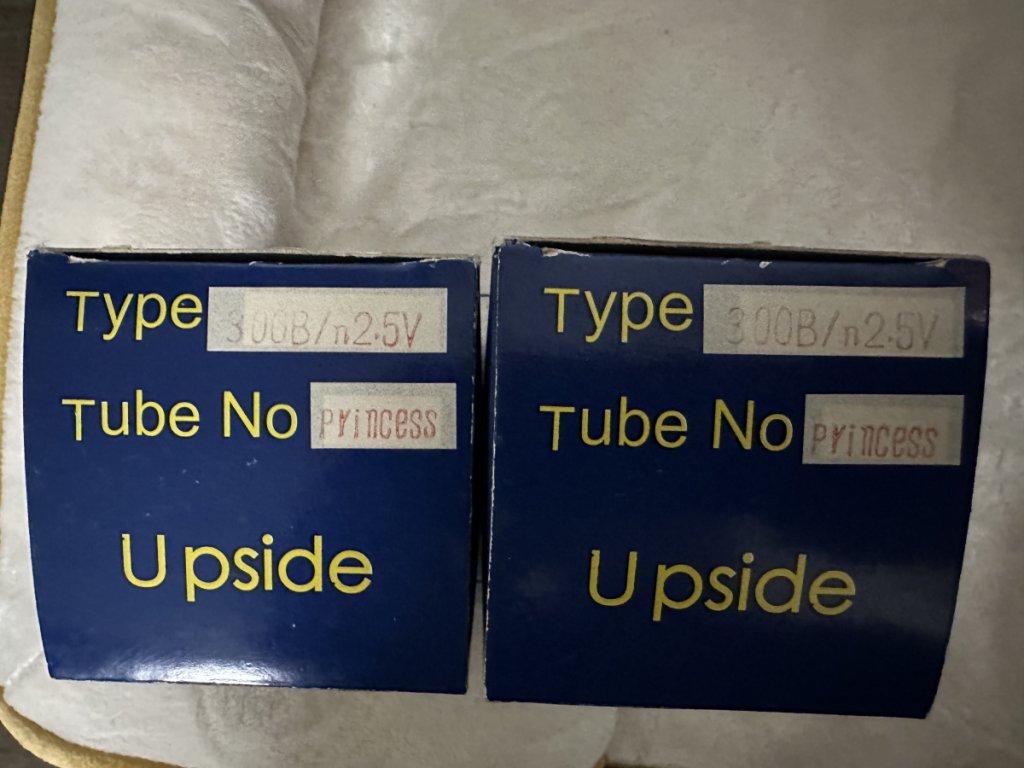 Type 300B/n2.5V
Tube No Princess
Upside
Type 300B/n2.5V
Tube No Princess
Upside